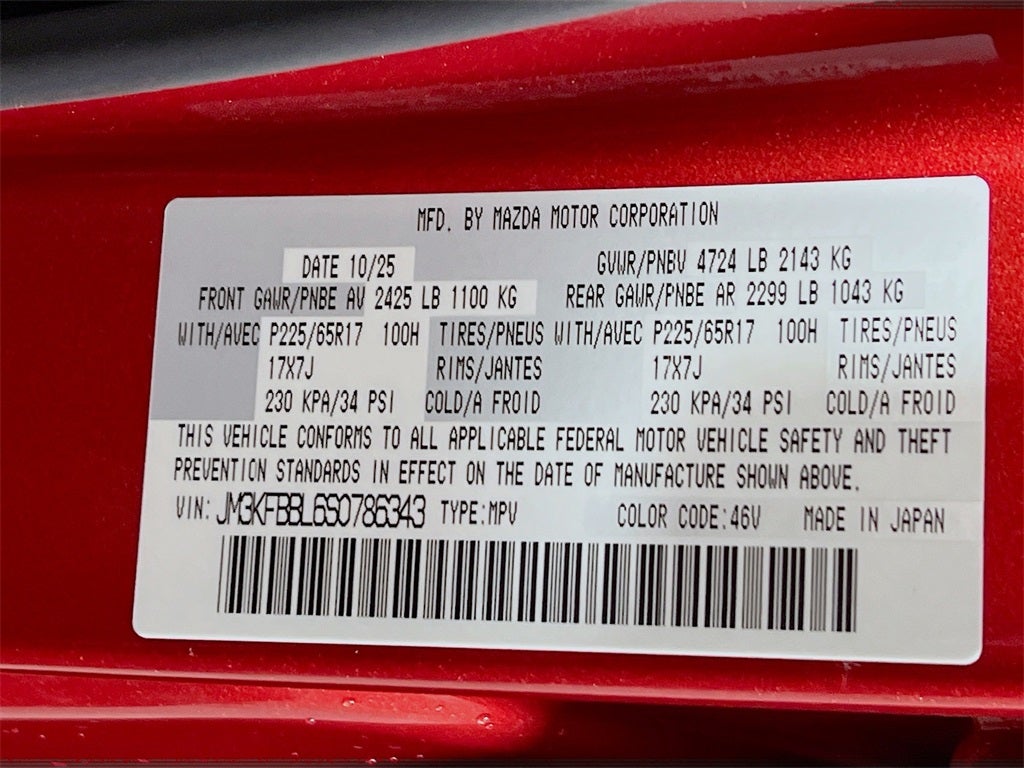 MFD. BY MAZDA MOTOR CORPORATION
DATE 10/25 GVWR/PNBV 4724 LB 2143 KG
FRONT GAWR/PNBE AV 2425 LB 1100 KG REAR GAWR/PNBE AR 2299 LB 1043 KG
WITH/AVEC P225/65R17 100H TIRES/PNEUS WITH/AVEC P225/65R17 100H TIRES/PNEUS
17X7J RIMS/JANTES 17X7J RIMS/JANTES
230 KPA/34 PSI COLD/A FROID 230 KPA/34 PSI COLD/A FROID
THIS VEHICLE CONFORMS TO ALL APPLICABLE FEDERAL MOTOR VEHICLE SAFETY AND THEFT
PREVENTION STANDARDS IN EFFECT ON THE DATE OF MANUFACTURE SHOWN ABOVE.
VIN: JM3KFBBL6S0786343 TYPE:MPV COLOR CODE:46V MADE IN JAPAN